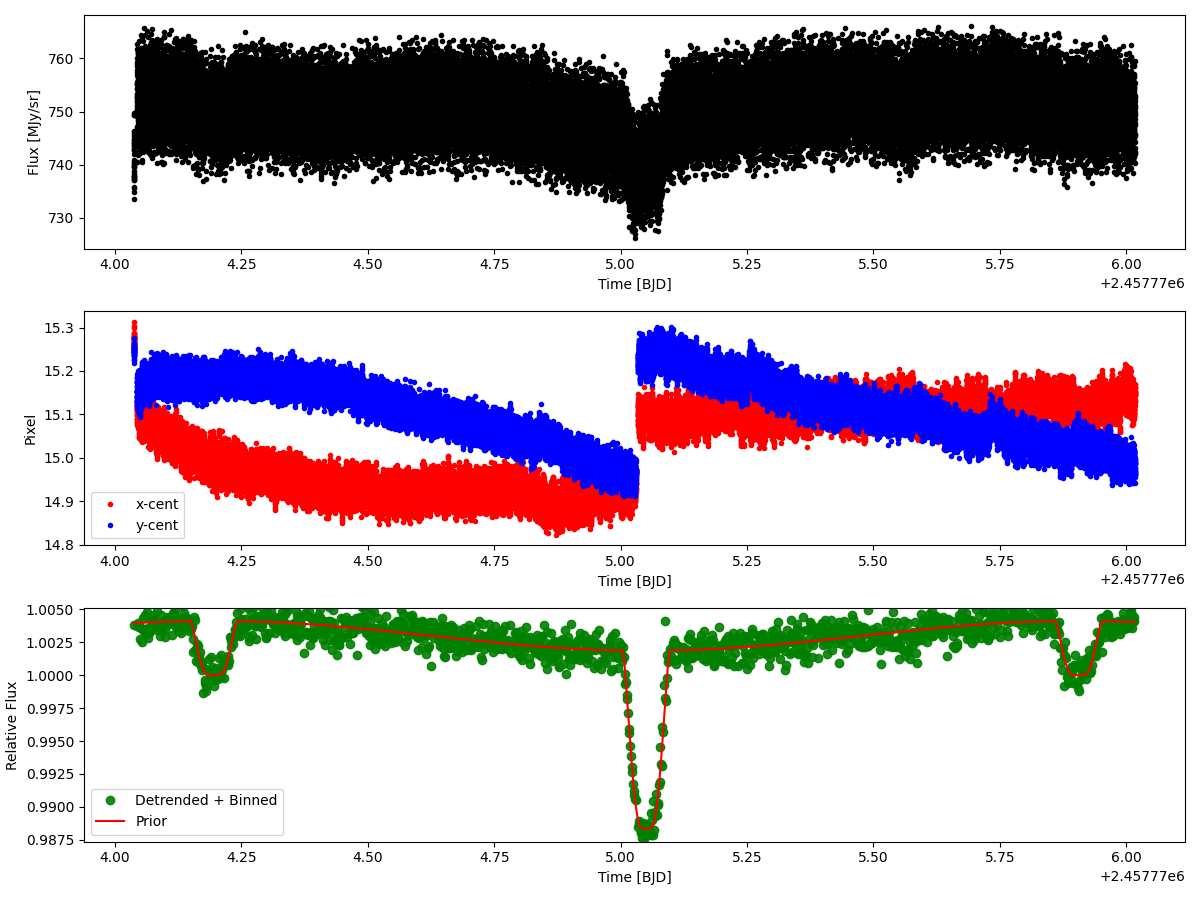 760
750
740
730
Flux [MJy/sr]
4.00 4.25 4.50 4.75 5.00 5.25 5.50 5.75 6.00
Time [BJD]
+2.45777e6
15.3
15.2
15.1
15.0
14.9
14.8
Pixel
x-cent
y-cent
4.00 4.25 4.50 4.75 5.00 5.25 5.50 5.75 6.00
Time [BJD]
+2.45777e6
1.0050
1.0025
1.0000
0.9975
0.9950
0.9925
0.9900
0.9875
Relative Flux
Detrended + Binned
Prior
4.00 4.25 4.50 4.75 5.00 5.25 5.50 5.75 6.00
Time [BJD]
+2.45777e6